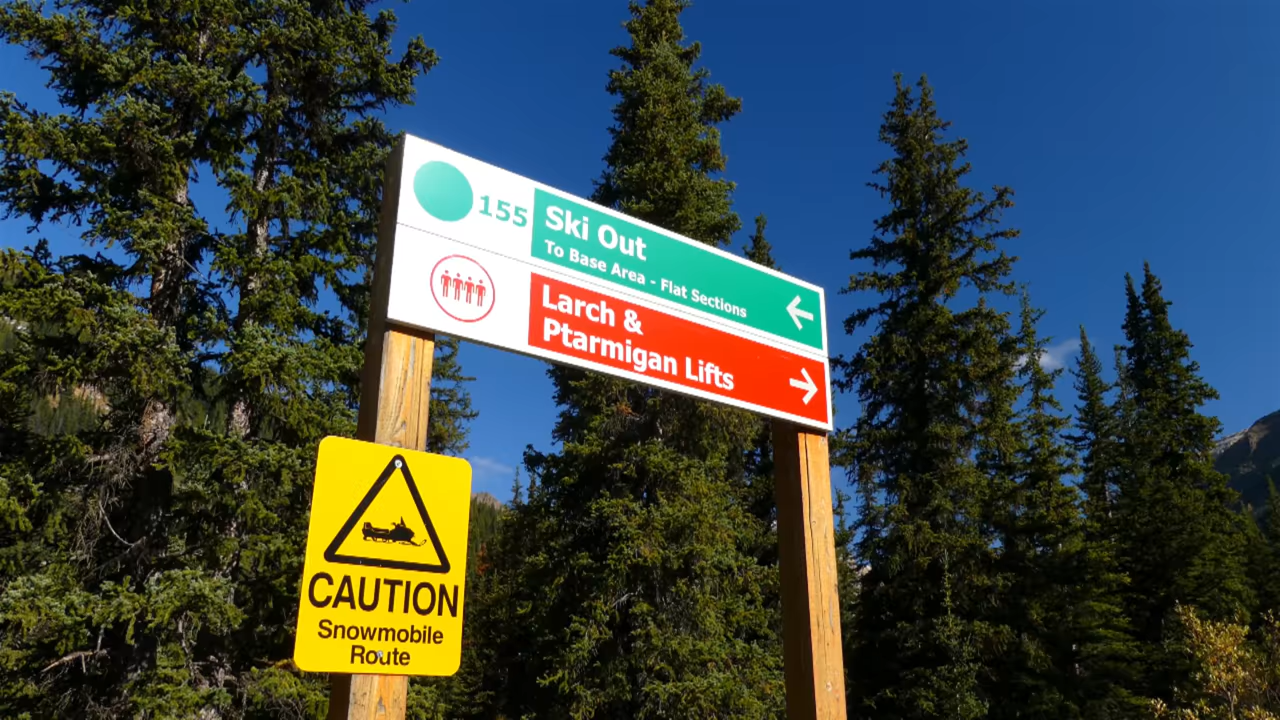 155
Ski Out
To Base Area - Flat Sections
Larch &
Ptarmigan Lifts
CAUTION
Snowmobile
Route